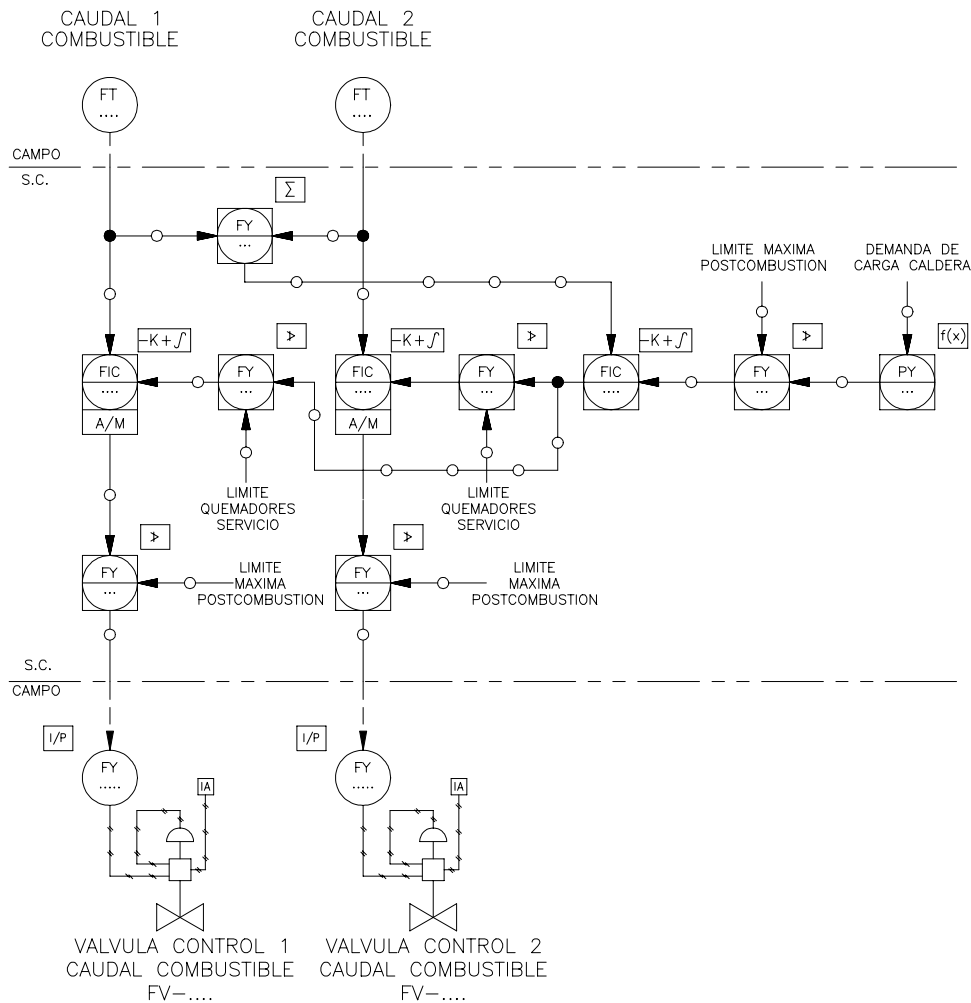 CAUDAL 1
COMBUSTIBLE
CAUDAL 2
COMBUSTIBLE
FT
....
FT
....
CAMPO
S.C.
Σ
FY
...
LIMITE MAXIMA
POSTCOMBUSTION
DEMANDA DE
CARGA CALDERA
−K+∫
−K+∫
−K+∫
f(x)
FIC
....
A/M
FY
....
FIC
....
A/M
FY
....
FIC
....
FY
....
PY
....
LIMITE
QUEMADORES
SERVICIO
LIMITE
QUEMADORES
SERVICIO
FY
...
LIMITE
MAXIMA
POSTCOMBUSTION
FY
...
LIMITE
MAXIMA
POSTCOMBUSTION
S.C.
CAMPO
I/P
FY
.....
IA
I/P
FY
.....
IA
VALVULA CONTROL 1
CAUDAL COMBUSTIBLE
FV−....
VALVULA CONTROL 2
CAUDAL COMBUSTIBLE
FV−....